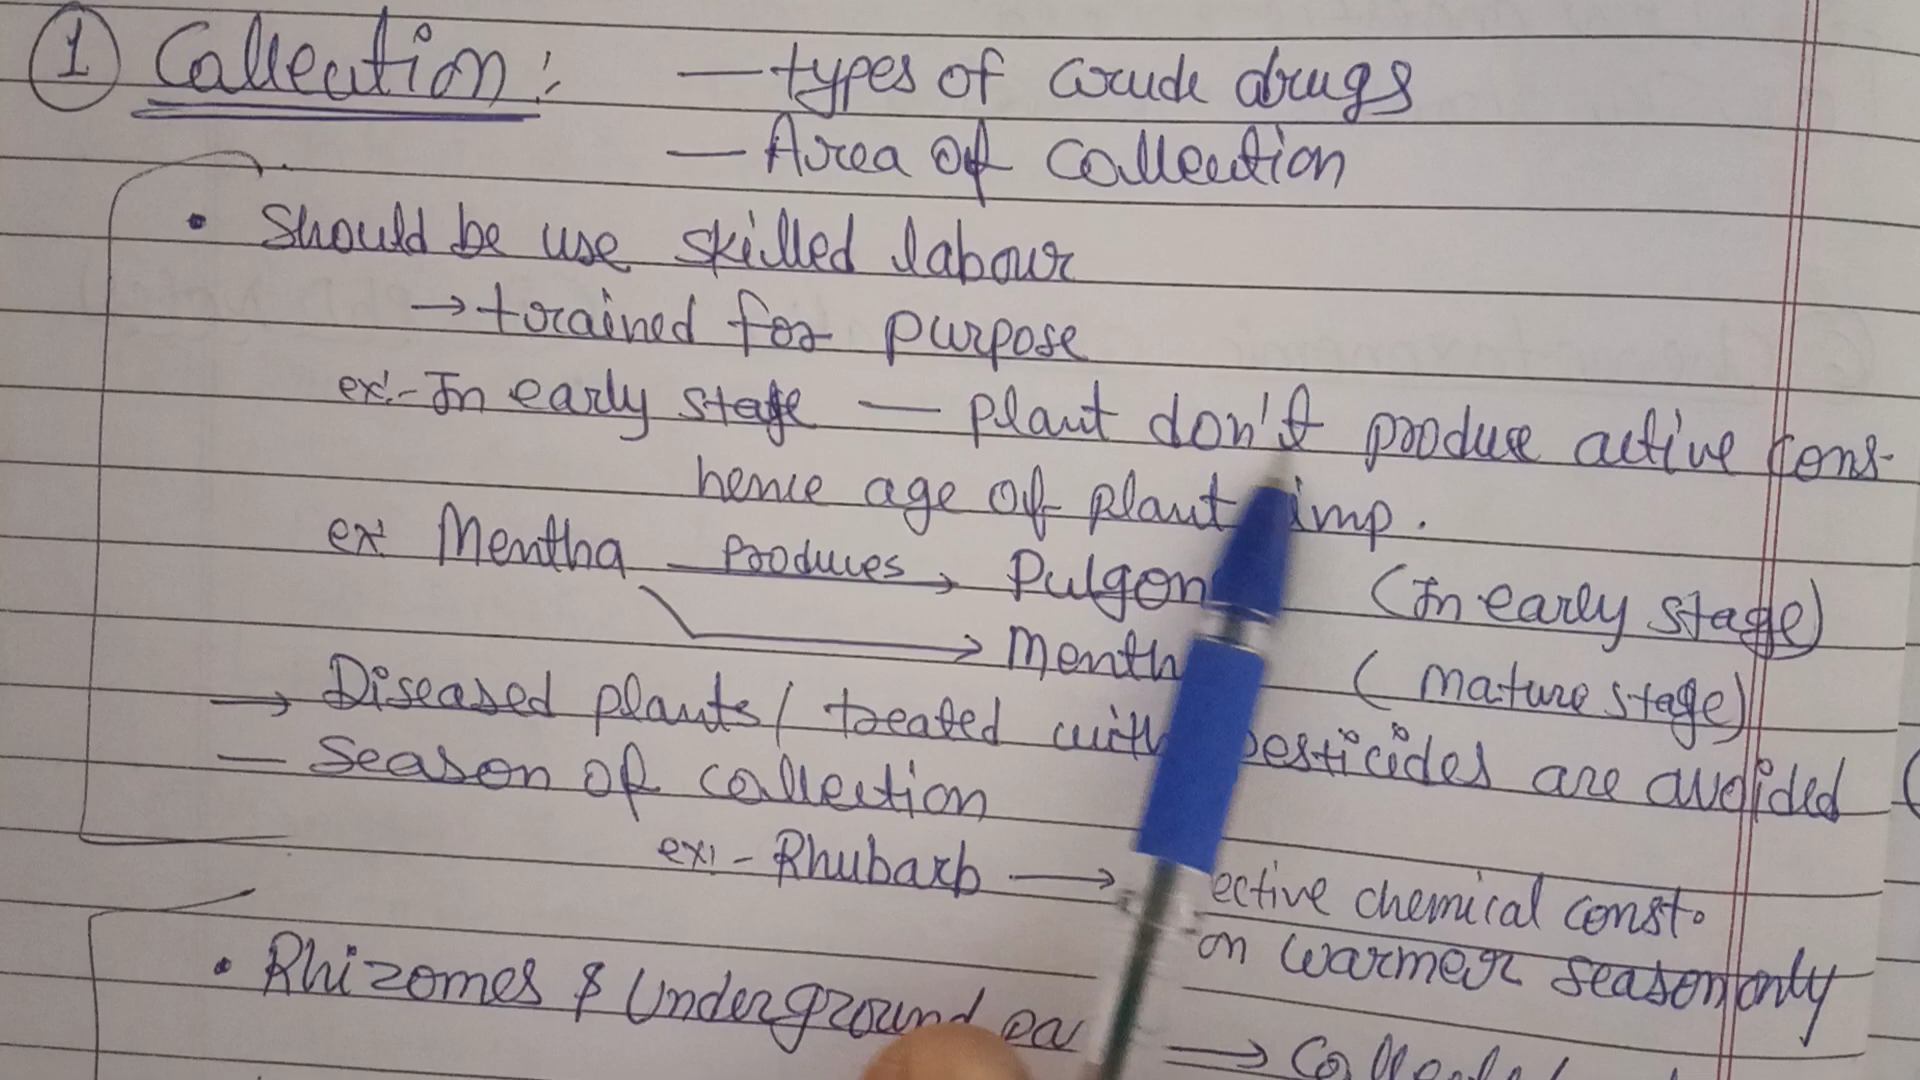 ① Collection :- — types of crude drugs
— Area of Collection
• Should be use skilled labour
→ trained for purpose
ex:- In early stage — plant don't produce active cons.
hence age of plant imp.
ex: Mentha produces → Pulgon (In early stage)
→ Menth (mature stage)
→ Diseased plants / treated with pesticides are avoided
— Season of collection
ex:- Rhubarb → ective chemical const.
on warmer season only
• Rhizomes & Underground pa →